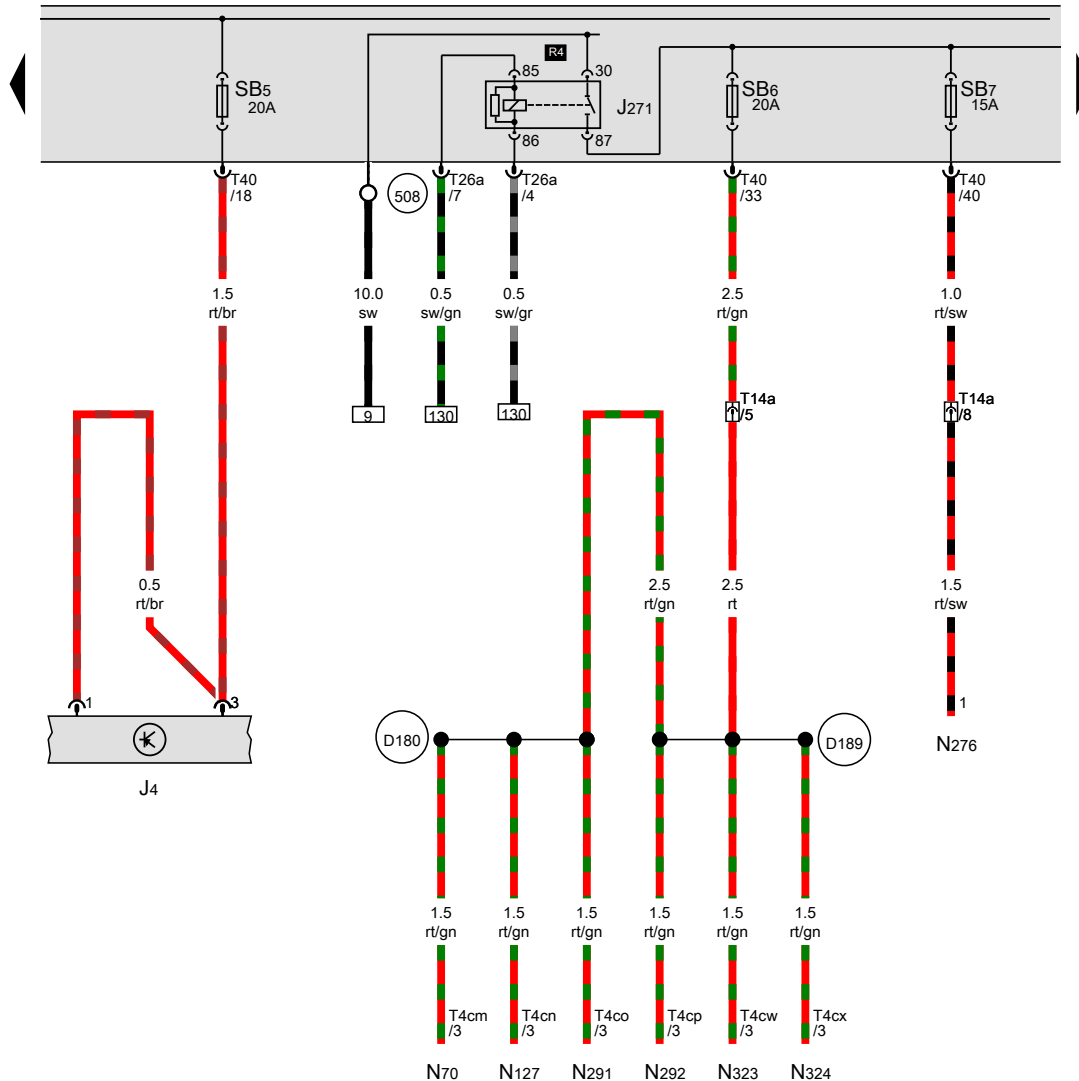 R4
85
30
SB5
20A
J271
SB6
20A
SB7
15A
86
87
T40
/18
508
T26a
/7
T26a
/4
T40
/33
T40
/40
1.5
rt/br
10.0
sw
0.5
sw/gn
0.5
sw/gr
2.5
rt/gn
1.0
rt/sw
9
130
130
T14a
/5
T14a
/8
0.5
rt/br
2.5
rt/gn
2.5
rt
1.5
rt/sw
1
3
1
D180
D189
N276
J4
1.5
rt/gn
1.5
rt/gn
1.5
rt/gn
1.5
rt/gn
1.5
rt/gn
1.5
rt/gn
T4cm
/3
T4cn
/3
T4co
/3
T4cp
/3
T4cw
/3
T4cx
/3
N70
N127
N291
N292
N323
N324